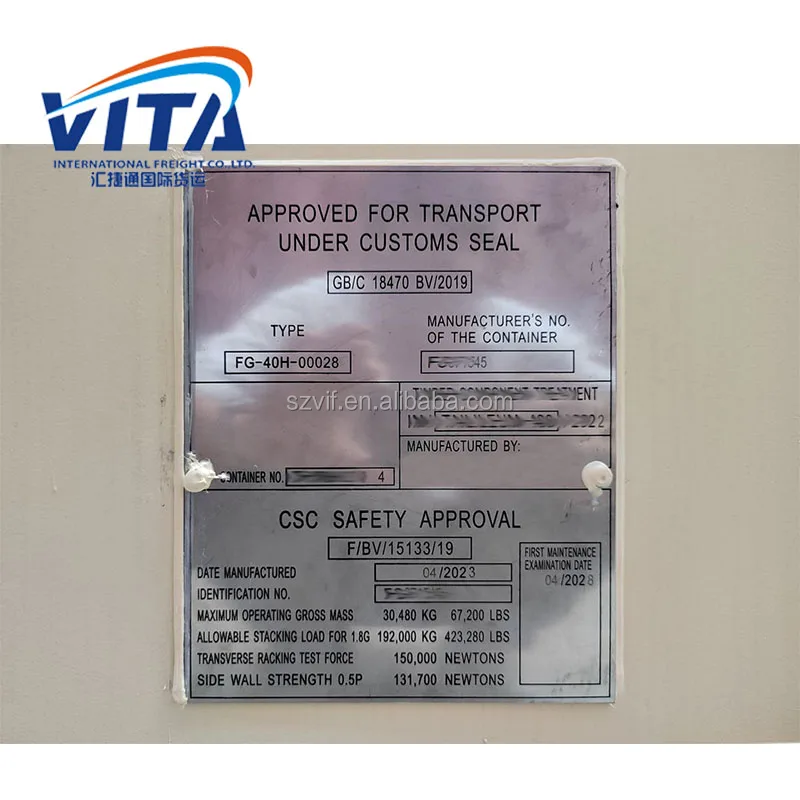 VITA
INTERNATIONAL FREIGHT CO. LTD.
汇捷通国际货运
APPROVED FOR TRANSPORT
UNDER CUSTOMS SEAL
GB/C 18470 BV/2019
TYPE
FG-40H-00028
MANUFACTURER'S NO.
OF THE CONTAINER
szvif.en.alibaba.com
TREATMENT
2022
MANUFACTURED BY:
CONTAINER NO. 4
CSC SAFETY APPROVAL
F/BV/15133/19
DATE MANUFACTURED 04/2023
IDENTIFICATION NO.
MAXIMUM OPERATING GROSS MASS 30,480 KG 67,200 LBS
ALLOWABLE STACKING LOAD FOR 1.8G 192,000 KG 423,280 LBS
TRANSVERSE RACKING TEST FORCE 150,000 NEWTONS
SIDE WALL STRENGTH 0.5P 131,700 NEWTONS
FIRST MAINTENANCE
EXAMINATION DATE
04/2028